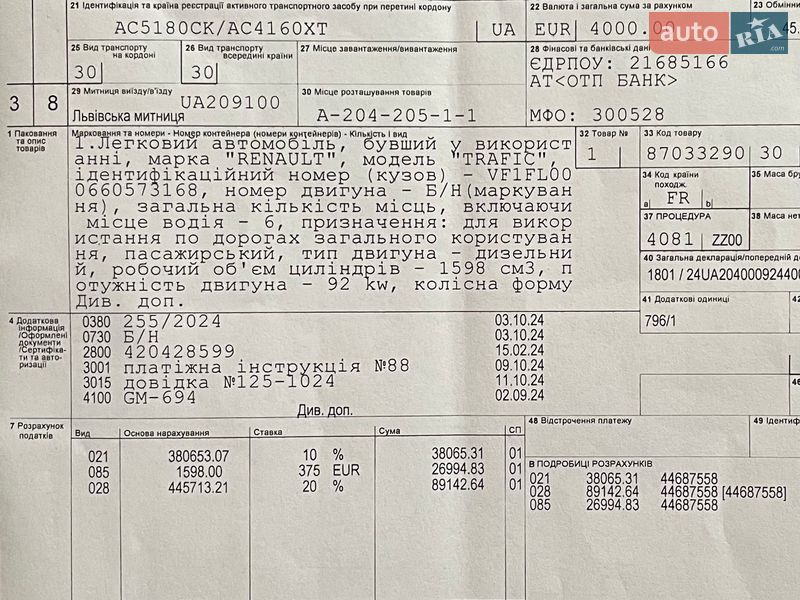 21 Ідентифікація та країна реєстрації активного транспортного засобу при перетині кордону
AC5180CK/AC4160XT
UA
22 Валюта і загальна сума за рахунком
EUR 4000.00
23
45.
auto RIA .com
25 Вид транспорту на кордоні
30
26 Вид транспорту всередині країни
30
27 Місце завантаження/вивантаження
28 Фінансові та банківські дані
ЄДРПОУ: 21685166
АТ<ОТП БАНК>
МФО: 300528
29 Митниця виїзду/в'їзду
UA209100
Львівська митниця
30 Місце розташування товарів
А-204-205-1-1
3 8
1 Паковання та опис товарів
Маркования та номери - Номер контейнера (номери контейнерів) - Кількість і вид
1.Легковий автомобіль, бувший у використ
анні, марка "RENAULT", модель "TRAFIC",
ідентифікаційний номер (кузов) - VF1FL00
0660573168, номер двигуна - Б/Н(маркуван
ня), загальна кількість місць, включаючи
місце водія - 6, призначення: для викор
истання по дорогах загального користуван
ня, пасажирський, тип двигуна - дизельни
й, робочий об'єм циліндрів - 1598 см3, п
отужність двигуна - 92 kw, колісна форму
Див. доп.
32 Товар №
1
33 Код товару
87033290 30
34 Код країни походж.
a FR b
35 Маса
37 ПРОЦЕДУРА
4081 ZZ00
38 Маса
40 Загальна декларація/попередній
1801 / 24UA2040009244
41 Додаткові одиниці
796/1
42
46
4 Додаткова інформація /Оформлені документи /Сертифікати та авторизації
0380 255/2024 03.10.24
0730 Б/Н 03.10.24
2800 420428599 15.02.24
3001 платіжна інструкція №88 09.10.24
3015 довідка №125-1024 11.10.24
4100 GM-694 02.09.24
Див. доп.
7 Розрахунок податків
Вид Основа нарахування Ставка Сума СП
021 380653.07 10 % 38065.31 01
085 1598.00 375 EUR 26994.83 01
028 445713.21 20 % 89142.64 01
48 Відстрочення платежу
49
В ПОДРОБИЦІ РОЗРАХУНКІВ
021 38065.31 44687558
028 89142.64 44687558 [44687558]
085 26994.83 44687558